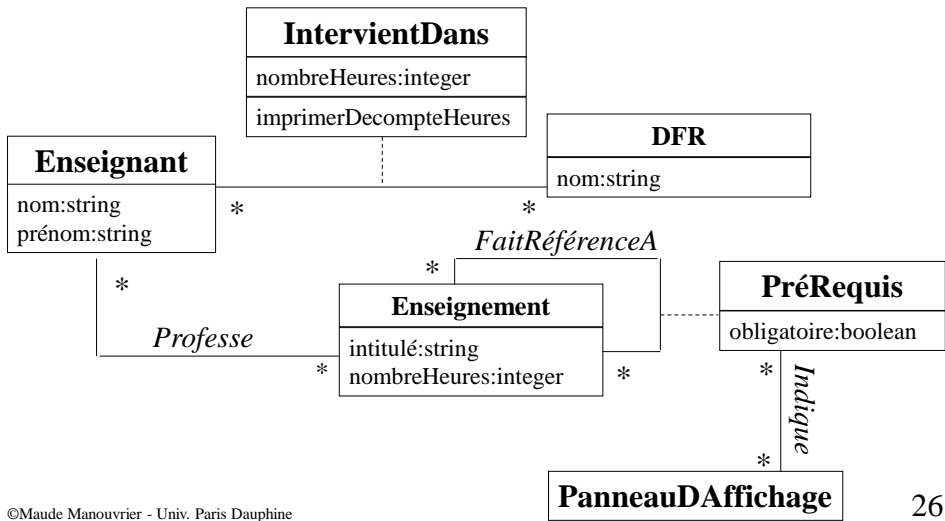 IntervientDans
nombreHeures:integer
imprimerDecompteHeures
DFR
nom:string
Enseignant
nom:string
prénom:string
*
*
FaitRéférenceA
*
*
PréRequis
obligatoire:boolean
Enseignement
intitulé:string
nombreHeures:integer
Professe
*
*
*
Indique
*
PanneauDAffichage
©Maude Manouvrier - Univ. Paris Dauphine
26